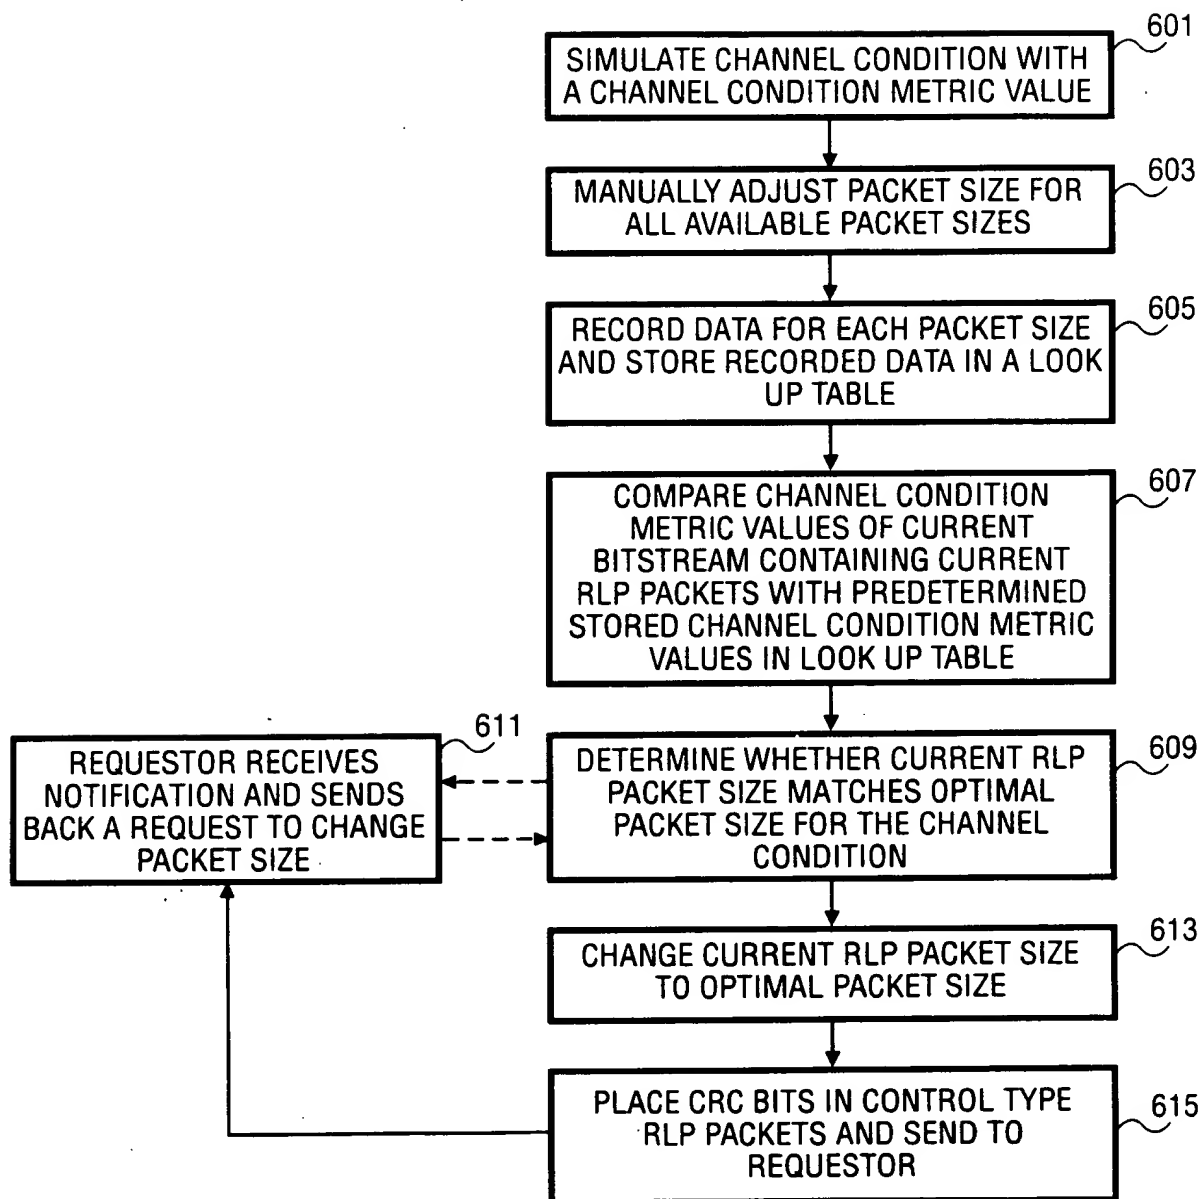 601
SIMULATE CHANNEL CONDITION WITH
A CHANNEL CONDITION METRIC VALUE
603
MANUALLY ADJUST PACKET SIZE FOR
ALL AVAILABLE PACKET SIZES
605
RECORD DATA FOR EACH PACKET SIZE
AND STORE RECORDED DATA IN A LOOK
UP TABLE
607
COMPARE CHANNEL CONDITION
METRIC VALUES OF CURRENT
BITSTREAM CONTAINING CURRENT
RLP PACKETS WITH PREDETERMINED
STORED CHANNEL CONDITION METRIC
VALUES IN LOOK UP TABLE
611
REQUESTOR RECEIVES
NOTIFICATION AND SENDS
BACK A REQUEST TO CHANGE
PACKET SIZE
609
DETERMINE WHETHER CURRENT RLP
PACKET SIZE MATCHES OPTIMAL
PACKET SIZE FOR THE CHANNEL
CONDITION
613
CHANGE CURRENT RLP PACKET SIZE
TO OPTIMAL PACKET SIZE
615
PLACE CRC BITS IN CONTROL TYPE
RLP PACKETS AND SEND TO
REQUESTOR